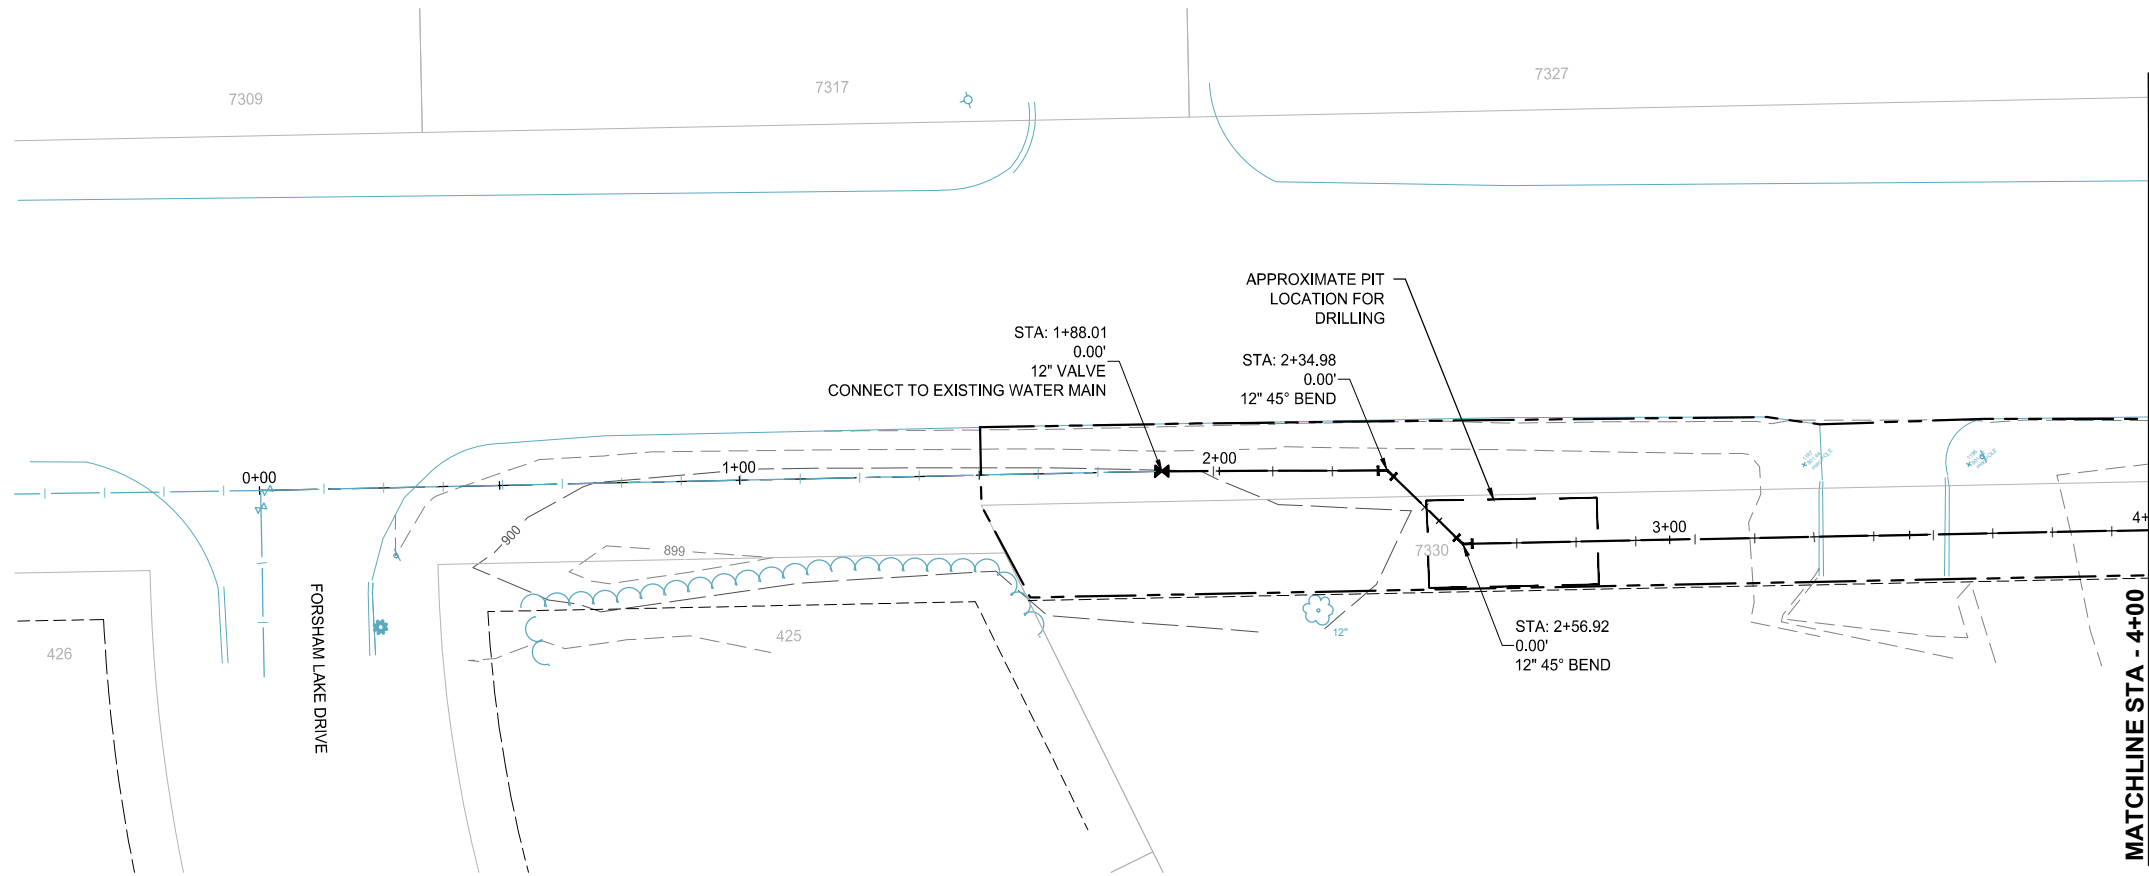 7309
7317
7327
APPROXIMATE PIT
LOCATION FOR
DRILLING
STA: 1+88.01
0.00'
12" VALVE
CONNECT TO EXISTING WATER MAIN
STA: 2+34.98
0.00'
12" 45° BEND
0+00
1+00
2+00
3+00
4+
900
899
7330
426
425
FORSHAM LAKE DRIVE
12"
STA: 2+56.92
0.00'
12" 45° BEND
MATCHLINE STA - 4+00